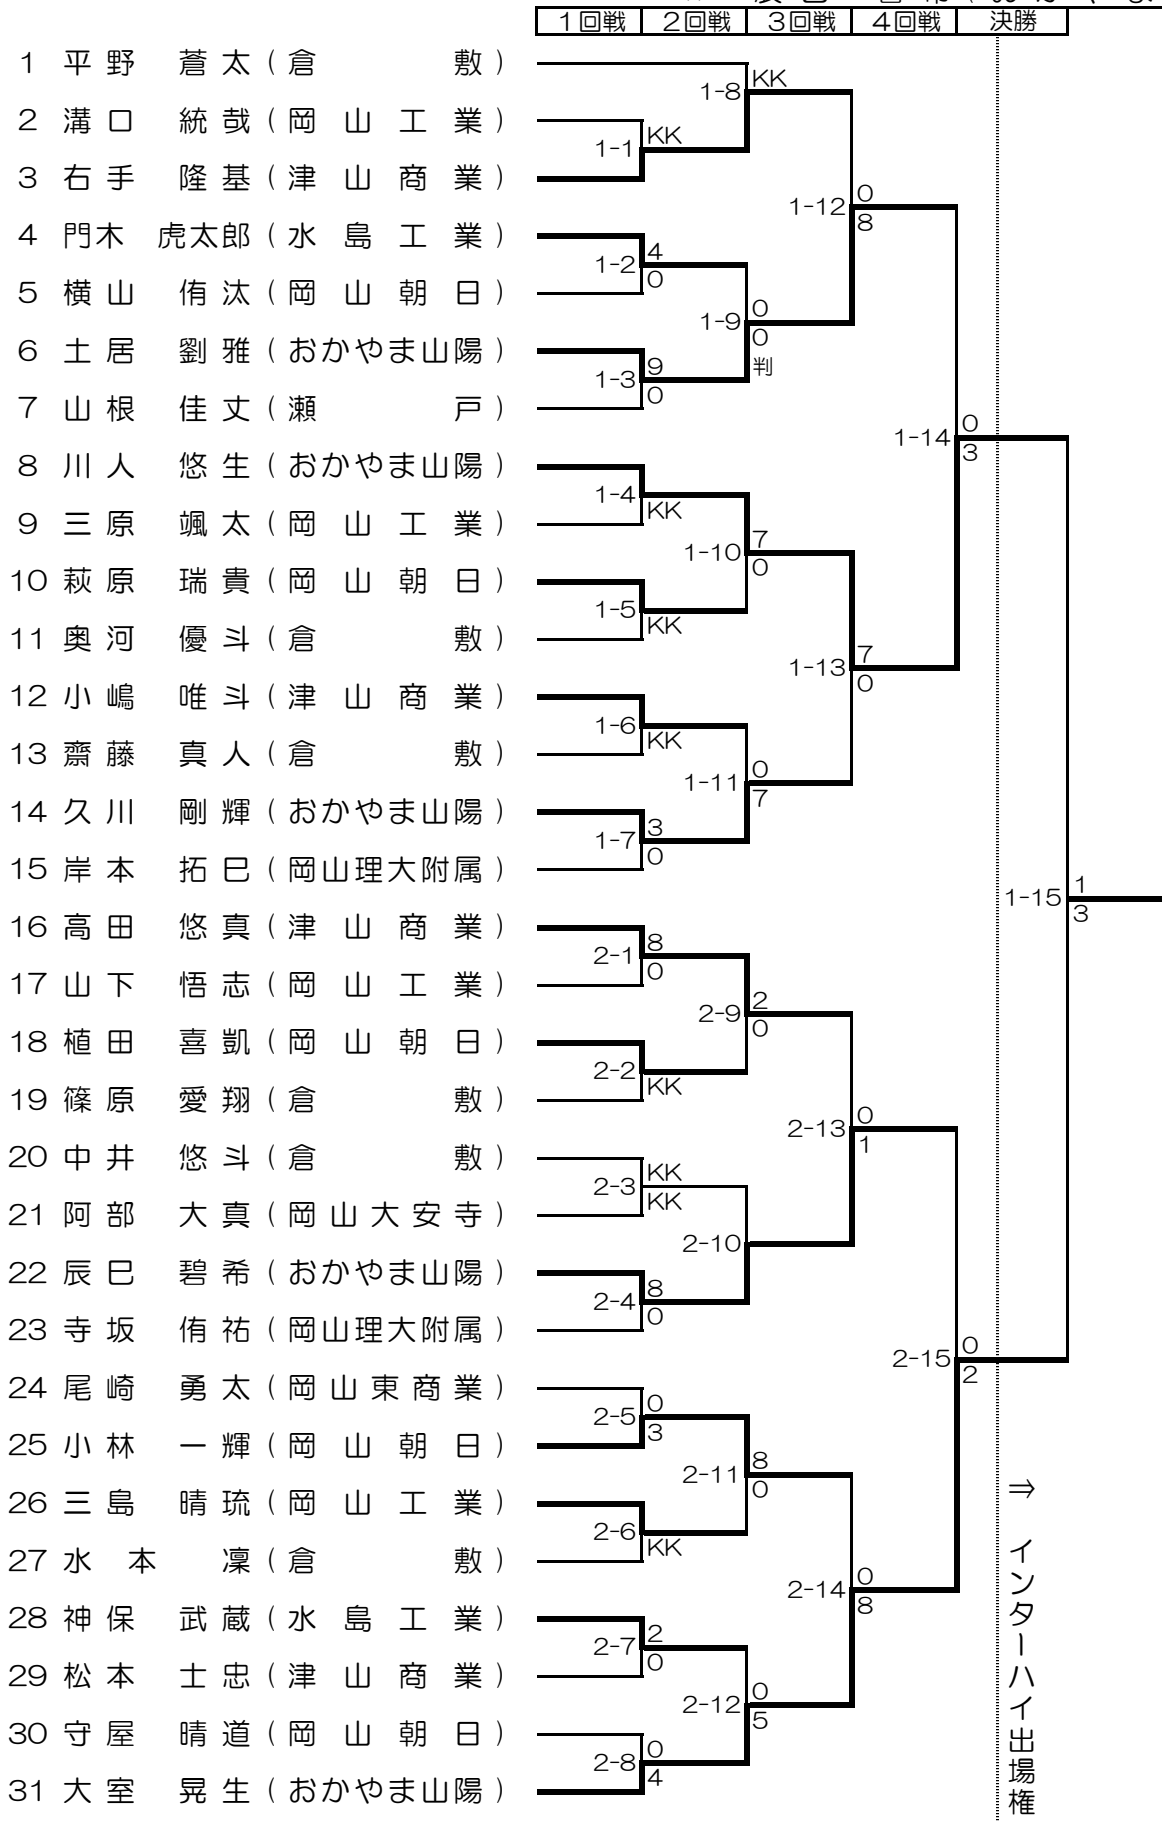 1回戦 2回戦 3回戦 4回戦 決勝
1 平野 蒼太 (倉敷)
KK
1-8
2 溝口 統哉 (岡山工業)
KK
1-1
3 右手 隆基 (津山商業)
0
1-12
8
4 門木 虎太郎 (水島工業)
4
1-2
0
5 横山 侑汰 (岡山朝日)
0
1-9
0
判
6 土居 劉雅 (おかやま山陽)
9
1-3
0
7 山根 佳丈 (瀬戸)
0
1-14
3
8 川人 悠生 (おかやま山陽)
1-4
KK
9 三原 颯太 (岡山工業)
7
1-10
0
10 萩原 瑞貴 (岡山朝日)
1-5
KK
11 奥河 優斗 (倉敷)
7
1-13
0
12 小嶋 唯斗 (津山商業)
1-6
KK
13 齋藤 真人 (倉敷)
0
1-11
7
14 久川 剛輝 (おかやま山陽)
3
1-7
0
15 岸本 拓巳 (岡山理大附属)
1
1-15
3
16 高田 悠真 (津山商業)
8
2-1
0
17 山下 悟志 (岡山工業)
2
2-9
0
18 植田 喜凱 (岡山朝日)
2-2
KK
19 篠原 愛翔 (倉敷)
0
2-13
1
20 中井 悠斗 (倉敷)
KK
2-3
KK
21 阿部 大真 (岡山大安寺)
2-10
22 辰巳 碧希 (おかやま山陽)
8
2-4
0
23 寺坂 侑祐 (岡山理大附属)
0
2-15
2
24 尾崎 勇太 (岡山東商業)
0
2-5
3
25 小林 一輝 (岡山朝日)
8
2-11
0
26 三島 晴琉 (岡山工業)
2-6
KK
27 水本 凜 (倉敷)
0
2-14
8
28 神保 武蔵 (水島工業)
2
2-7
0
29 松本 士忠 (津山商業)
0
2-12
5
30 守屋 晴道 (岡山朝日)
0
2-8
4
31 大室 晃生 (おかやま山陽)
⇒ インターハイ出場権